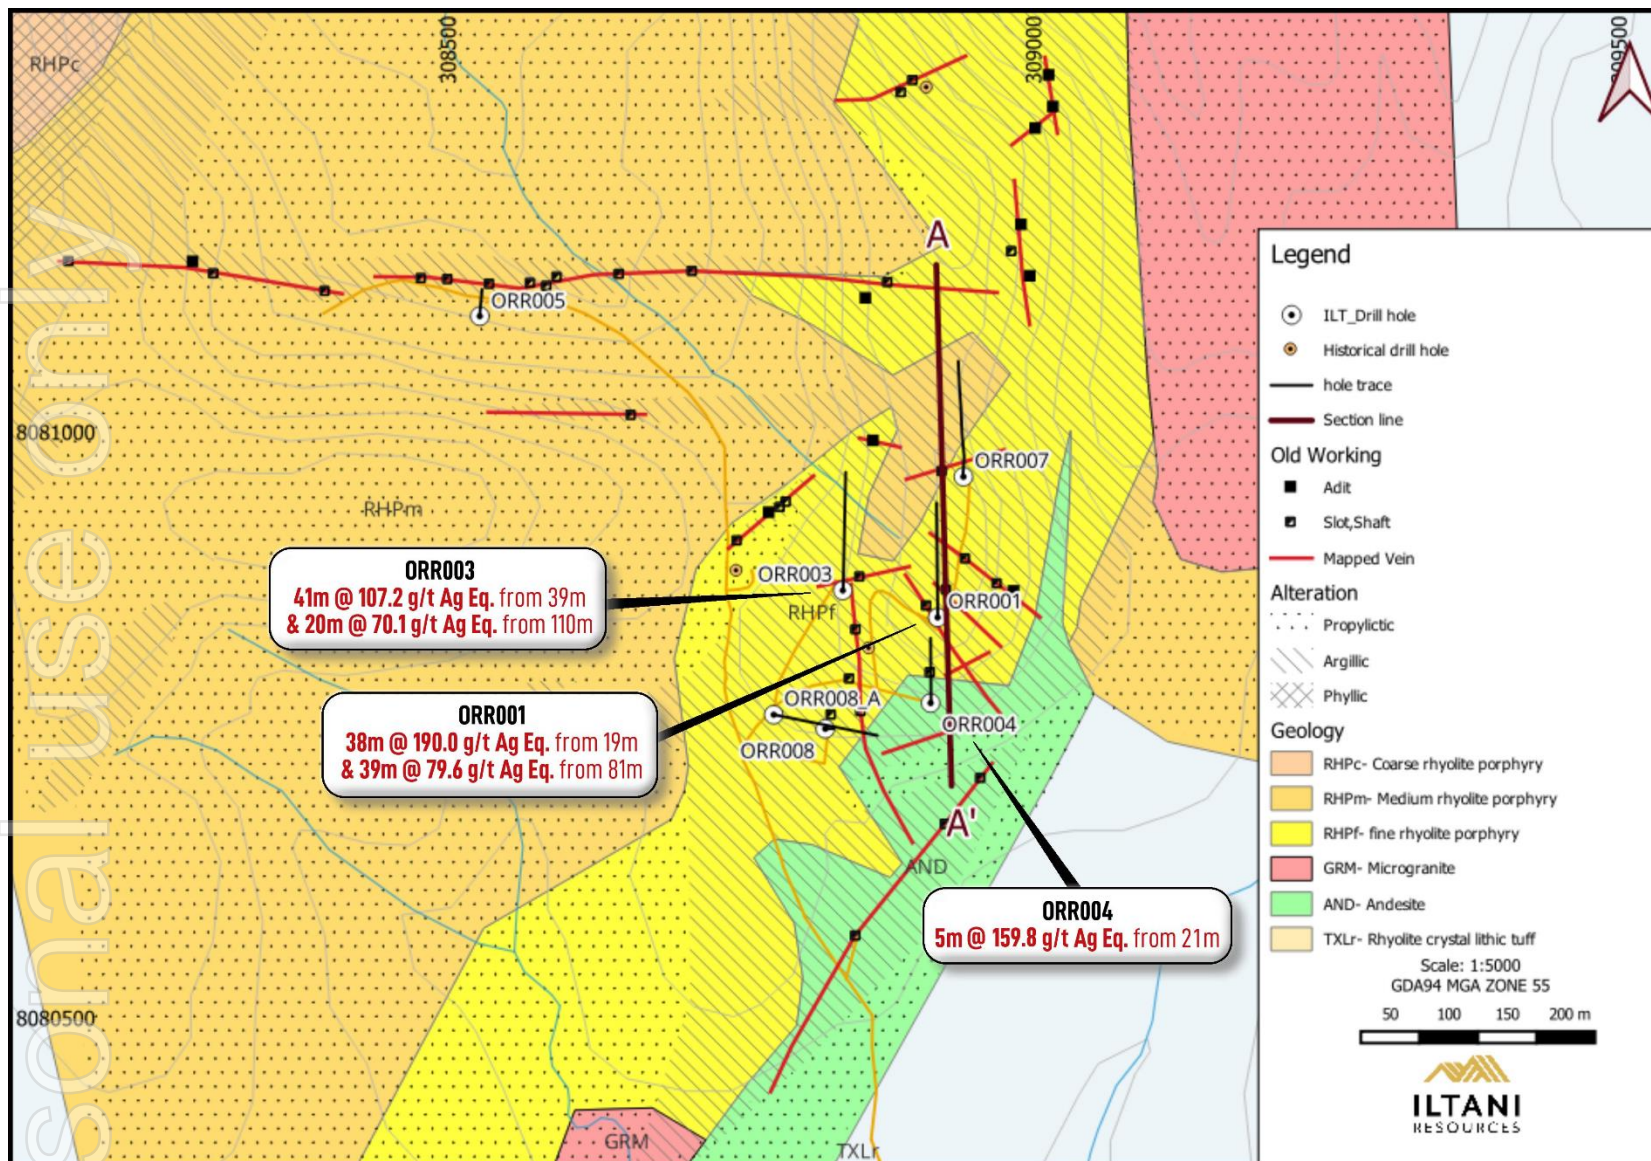 308500
309000
309500
RHPc
A
ORR005
8081000
ORR007
RHPm
ORR003
41m @ 107.2 g/t Ag Eq. from 39m
& 20m @ 70.1 g/t Ag Eq. from 110m
ORR003
RHPf
ORR001
ORR001
38m @ 190.0 g/t Ag Eq. from 19m
& 39m @ 79.6 g/t Ag Eq. from 81m
ORR008_A
ORR004
ORR008
A'
AND
ORR004
5m @ 159.8 g/t Ag Eq. from 21m
8080500
GRM
TXLr
sonal use only
Legend
ILT_Drill hole
Historical drill hole
hole trace
Section line
Old Working
Adit
Slot,Shaft
Mapped Vein
Alteration
Propylictic
Argillic
Phyllic
Geology
RHPc- Coarse rhyolite porphyry
RHPm- Medium rhyolite porphyry
RHPf- fine rhyolite porphyry
GRM- Microgranite
AND- Andesite
TXLr- Rhyolite crystal lithic tuff
Scale: 1:5000
GDA94 MGA ZONE 55
50 100 150 200 m
ILTANI
RESOURCES